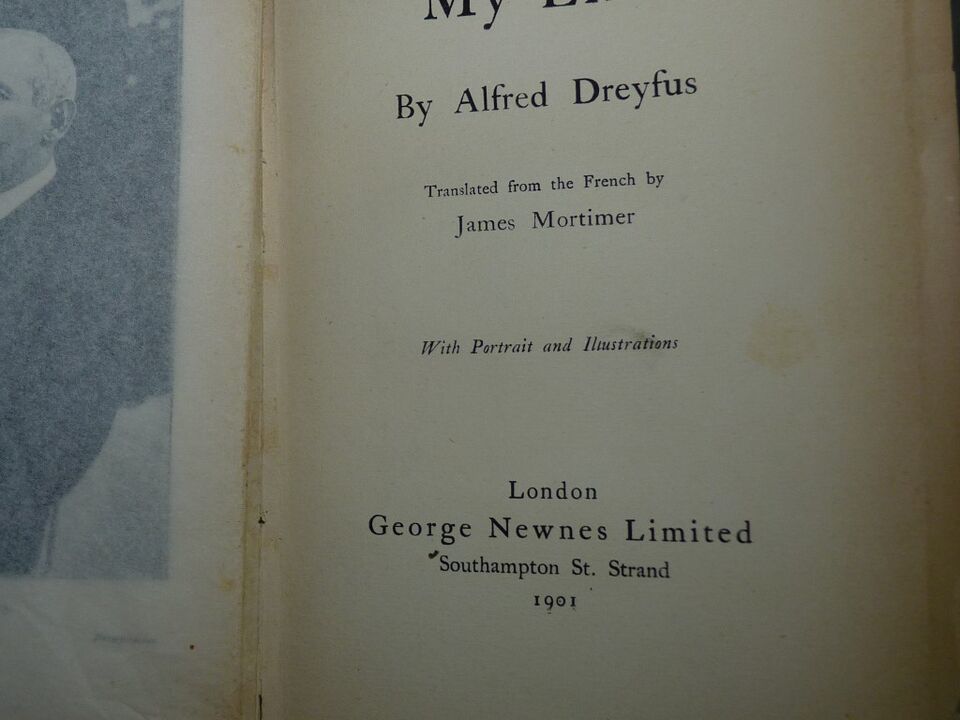 My
By Alfred Dreyfus
Translated from the French by
James Mortimer
With Portrait and Illustrations
London
George Newnes Limited
Southampton St. Strand
1901